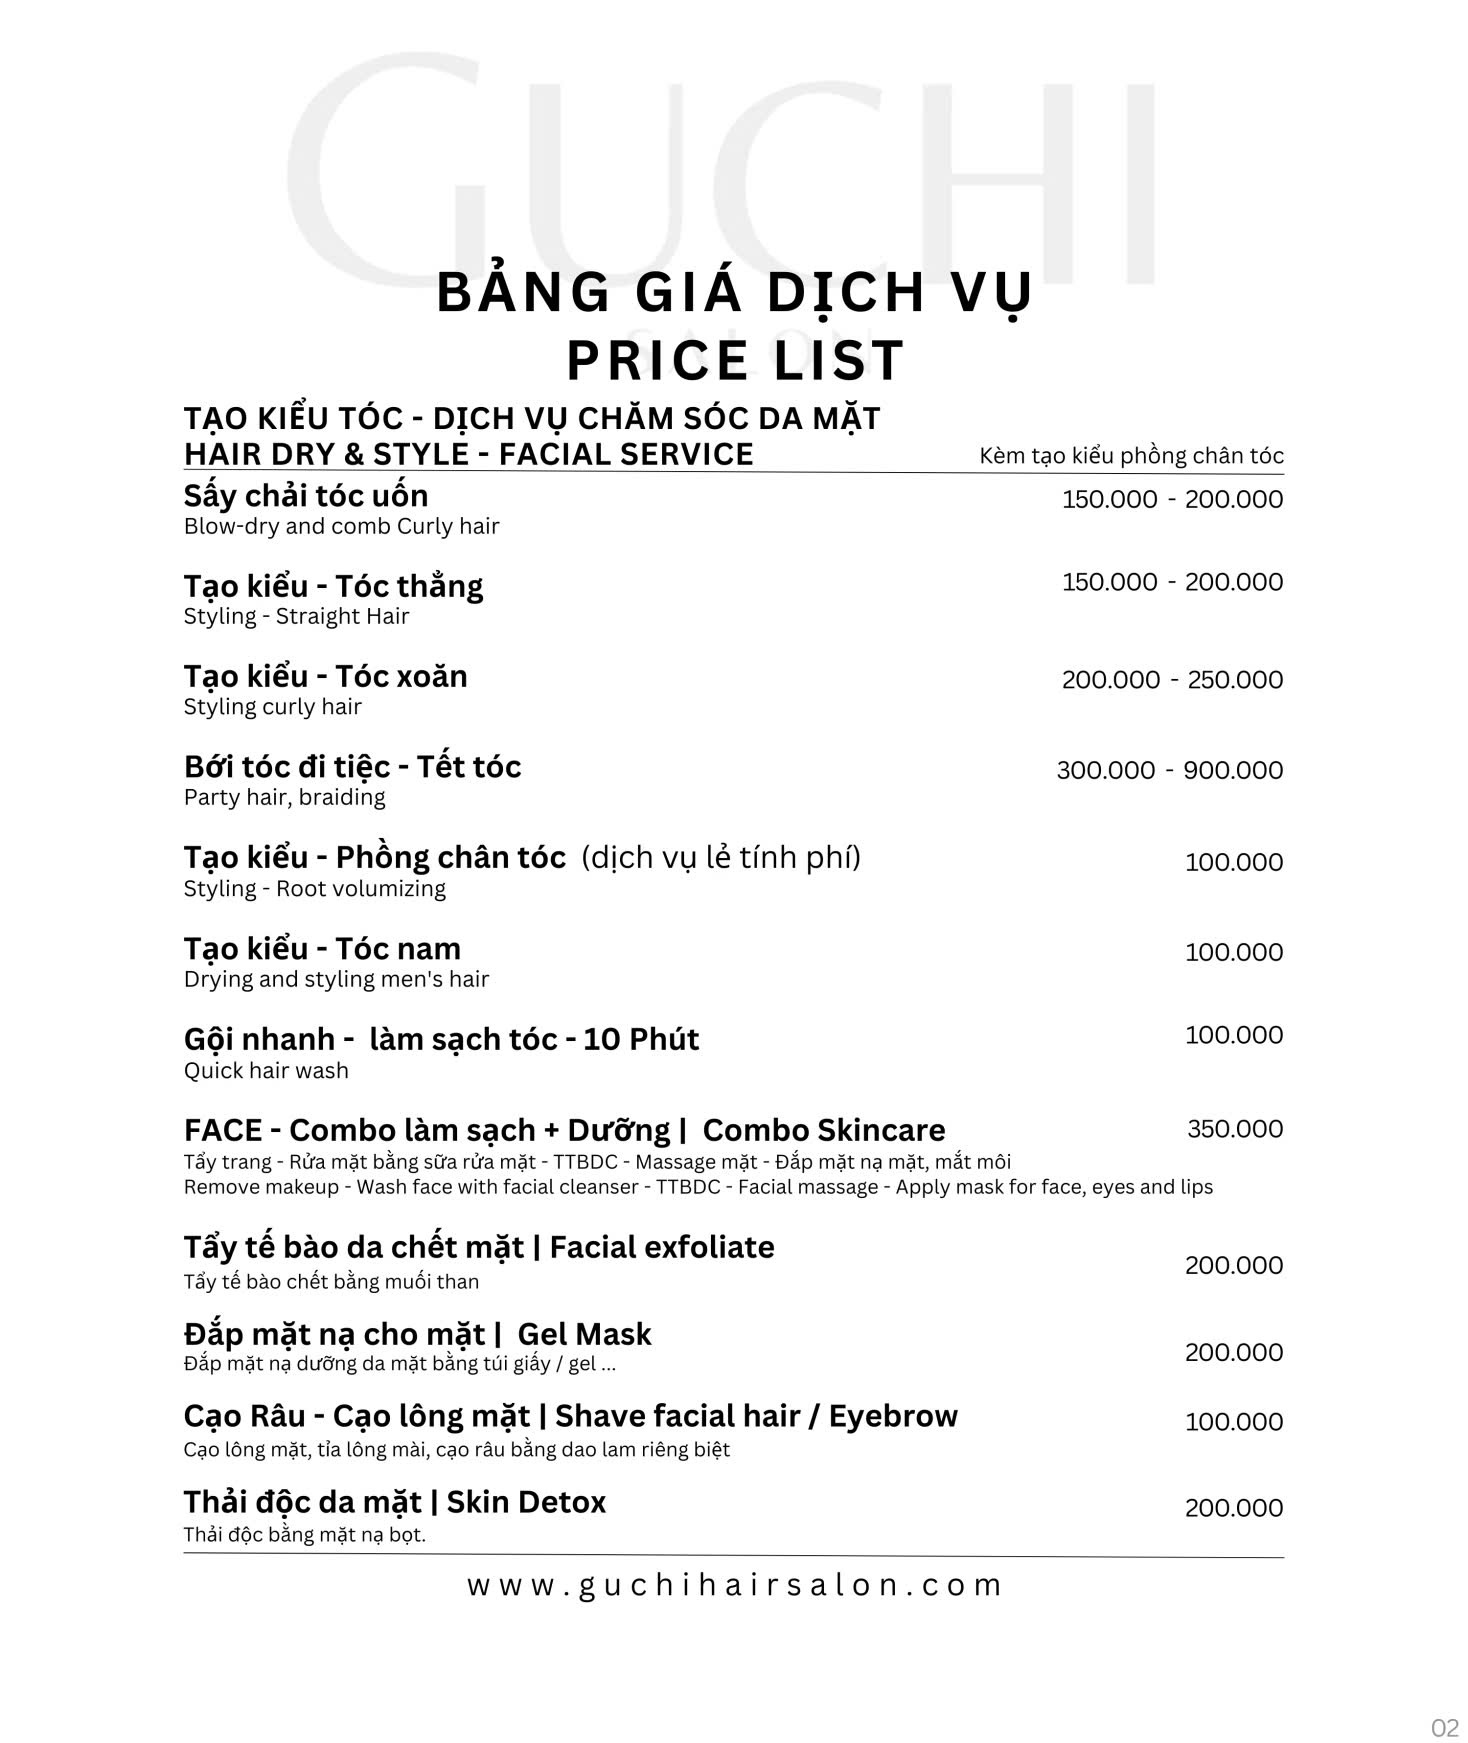 GUCHI
SALON
BẢNG GIÁ DỊCH VỤ
PRICE LIST
TẠO KIỂU TÓC - DỊCH VỤ CHĂM SÓC DA MẶT
HAIR DRY & STYLE - FACIAL SERVICE
Kèm tạo kiểu phồng chân tóc
Sấy chải tóc uốn
150.000 - 200.000
Blow-dry and comb Curly hair
Tạo kiểu - Tóc thẳng
150.000 - 200.000
Styling - Straight Hair
Tạo kiểu - Tóc xoăn
200.000 - 250.000
Styling curly hair
Bới tóc đi tiệc - Tết tóc
300.000 - 900.000
Party hair, braiding
Tạo kiểu - Phồng chân tóc (dịch vụ lẻ tính phí)
100.000
Styling - Root volumizing
Tạo kiểu - Tóc nam
100.000
Drying and styling men's hair
Gội nhanh - làm sạch tóc - 10 Phút
100.000
Quick hair wash
FACE - Combo làm sạch + Dưỡng | Combo Skincare
350.000
Tẩy trang - Rửa mặt bằng sữa rửa mặt - TTBDC - Massage mặt - Đắp mặt nạ mặt, mắt môi
Remove makeup - Wash face with facial cleanser - TTBDC - Facial massage - Apply mask for face, eyes and lips
Tẩy tế bào da chết mặt | Facial exfoliate
200.000
Tẩy tế bào chết bằng muối than
Đắp mặt nạ cho mặt | Gel Mask
200.000
Đắp mặt nạ dưỡng da mặt bằng túi giấy / gel ...
Cạo Râu - Cạo lông mặt | Shave facial hair / Eyebrow
100.000
Cạo lông mặt, tỉa lông mài, cạo râu bằng dao lam riêng biệt
Thải độc da mặt | Skin Detox
200.000
Thải độc bằng mặt nạ bọt.
www.guchihairsalon.com
02